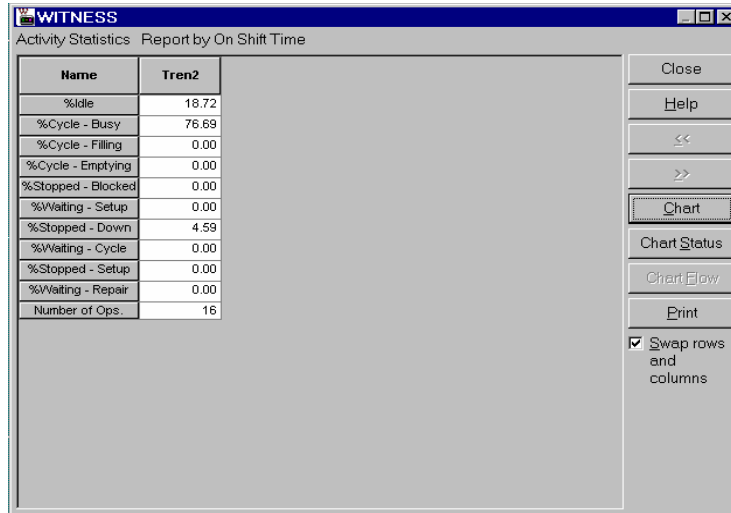 WITNESS
Activity Statistics Report by On Shift Time
Name Tren2
%Idle 18.72
%Cycle - Busy 76.69
%Cycle - Filling 0.00
%Cycle - Emptying 0.00
%Stopped - Blocked 0.00
%Waiting - Setup 0.00
%Stopped - Down 4.59
%Waiting - Cycle 0.00
%Stopped - Setup 0.00
%Waiting - Repair 0.00
Number of Ops. 16
Close
Help
<<
>>
Chart
Chart Status
Chart Flow
Print
Swap rows
and
columns